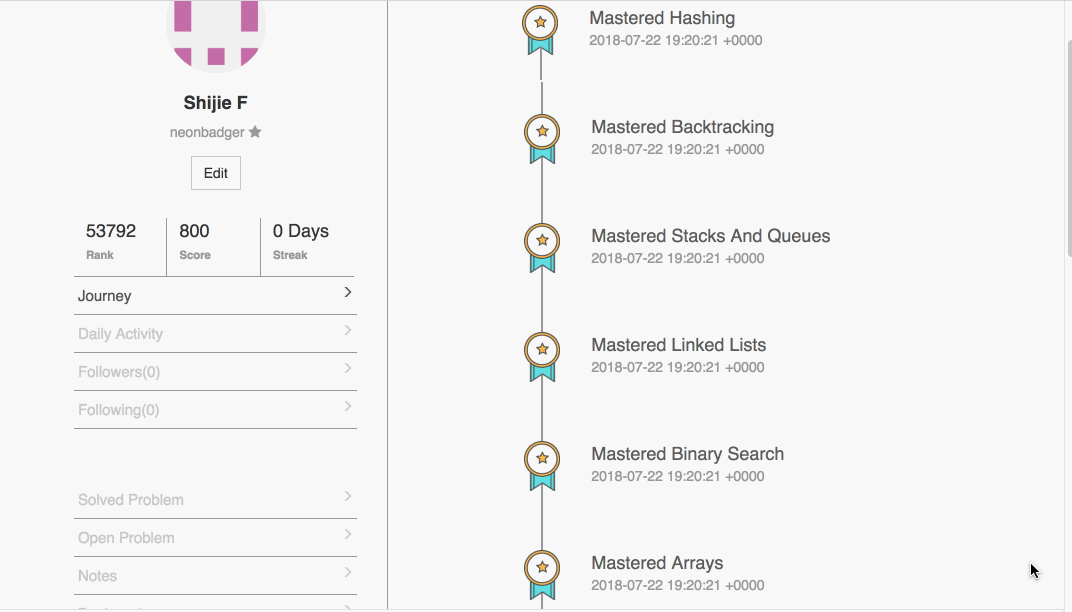 Shijie F
neonbadger
Edit
53792
Rank
800
Score
0 Days
Streak
Journey
Daily Activity
Followers(0)
Following(0)
Solved Problem
Open Problem
Notes
Mastered Hashing
2018-07-22 19:20:21 +0000
Mastered Backtracking
2018-07-22 19:20:21 +0000
Mastered Stacks And Queues
2018-07-22 19:20:21 +0000
Mastered Linked Lists
2018-07-22 19:20:21 +0000
Mastered Binary Search
2018-07-22 19:20:21 +0000
Mastered Arrays
2018-07-22 19:20:21 +0000